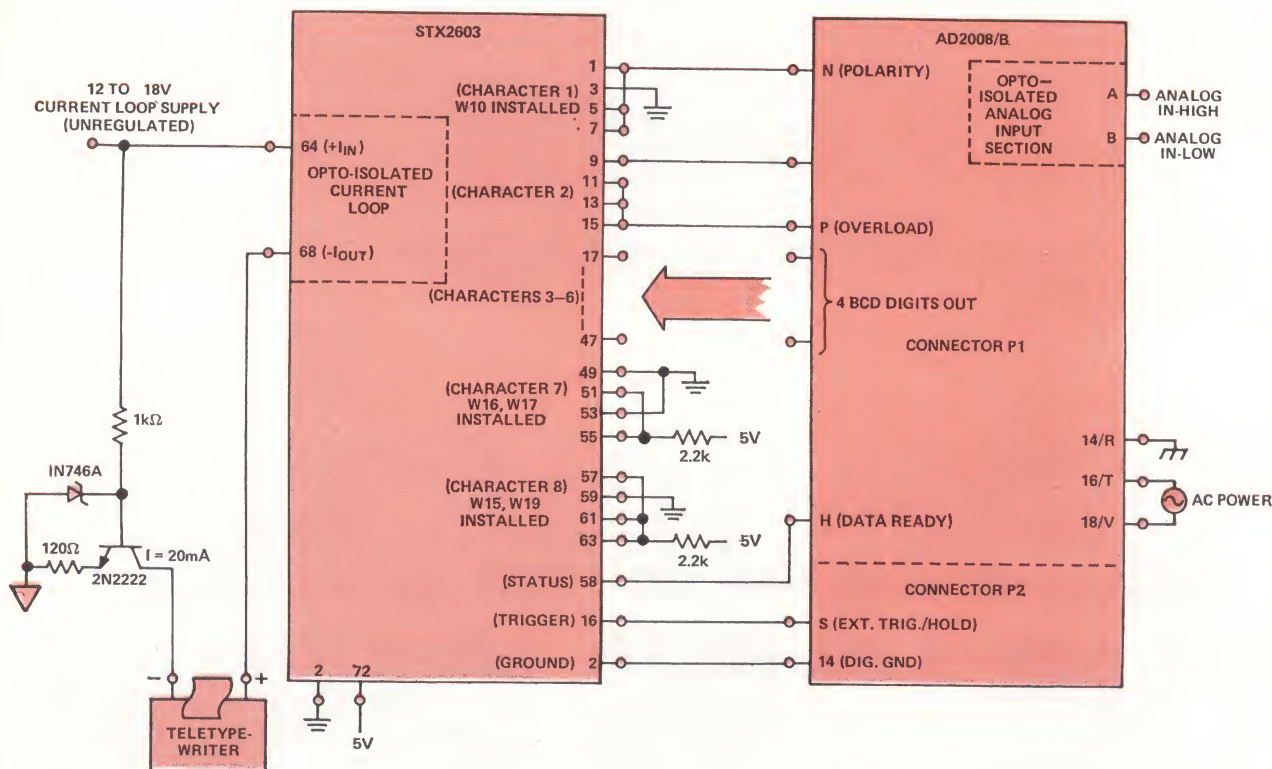 STX2603
AD2008/B
12 TO 18V
CURRENT LOOP SUPPLY
(UNREGULATED)
64 (+IIN)
OPTO-ISOLATED
CURRENT
LOOP
68 (-IOUT)
1kΩ
IN746A
120Ω
I = 20mA
2N2222
TELETYPE-
WRITER
- +
1
3
5
7
(CHARACTER 1)
W10 INSTALLED
9
11
13
15
(CHARACTER 2)
17
(CHARACTERS 3–6)
47
49
51
53
55
(CHARACTER 7)
W16, W17
INSTALLED
5V
2.2k
57
59
61
63
(CHARACTER 8)
W15, W19
INSTALLED
5V
2.2k
(STATUS) 58
(TRIGGER) 16
(GROUND) 2
2 72
5V
N (POLARITY)
OPTO–
ISOLATED
ANALOG
INPUT
SECTION
A
ANALOG
IN-HIGH
B
ANALOG
IN-LOW
P (OVERLOAD)
4 BCD DIGITS OUT
CONNECTOR P1
14/R
16/T
18/V
AC POWER
H (DATA READY)
CONNECTOR P2
S (EXT. TRIG./HOLD)
14 (DIG. GND)